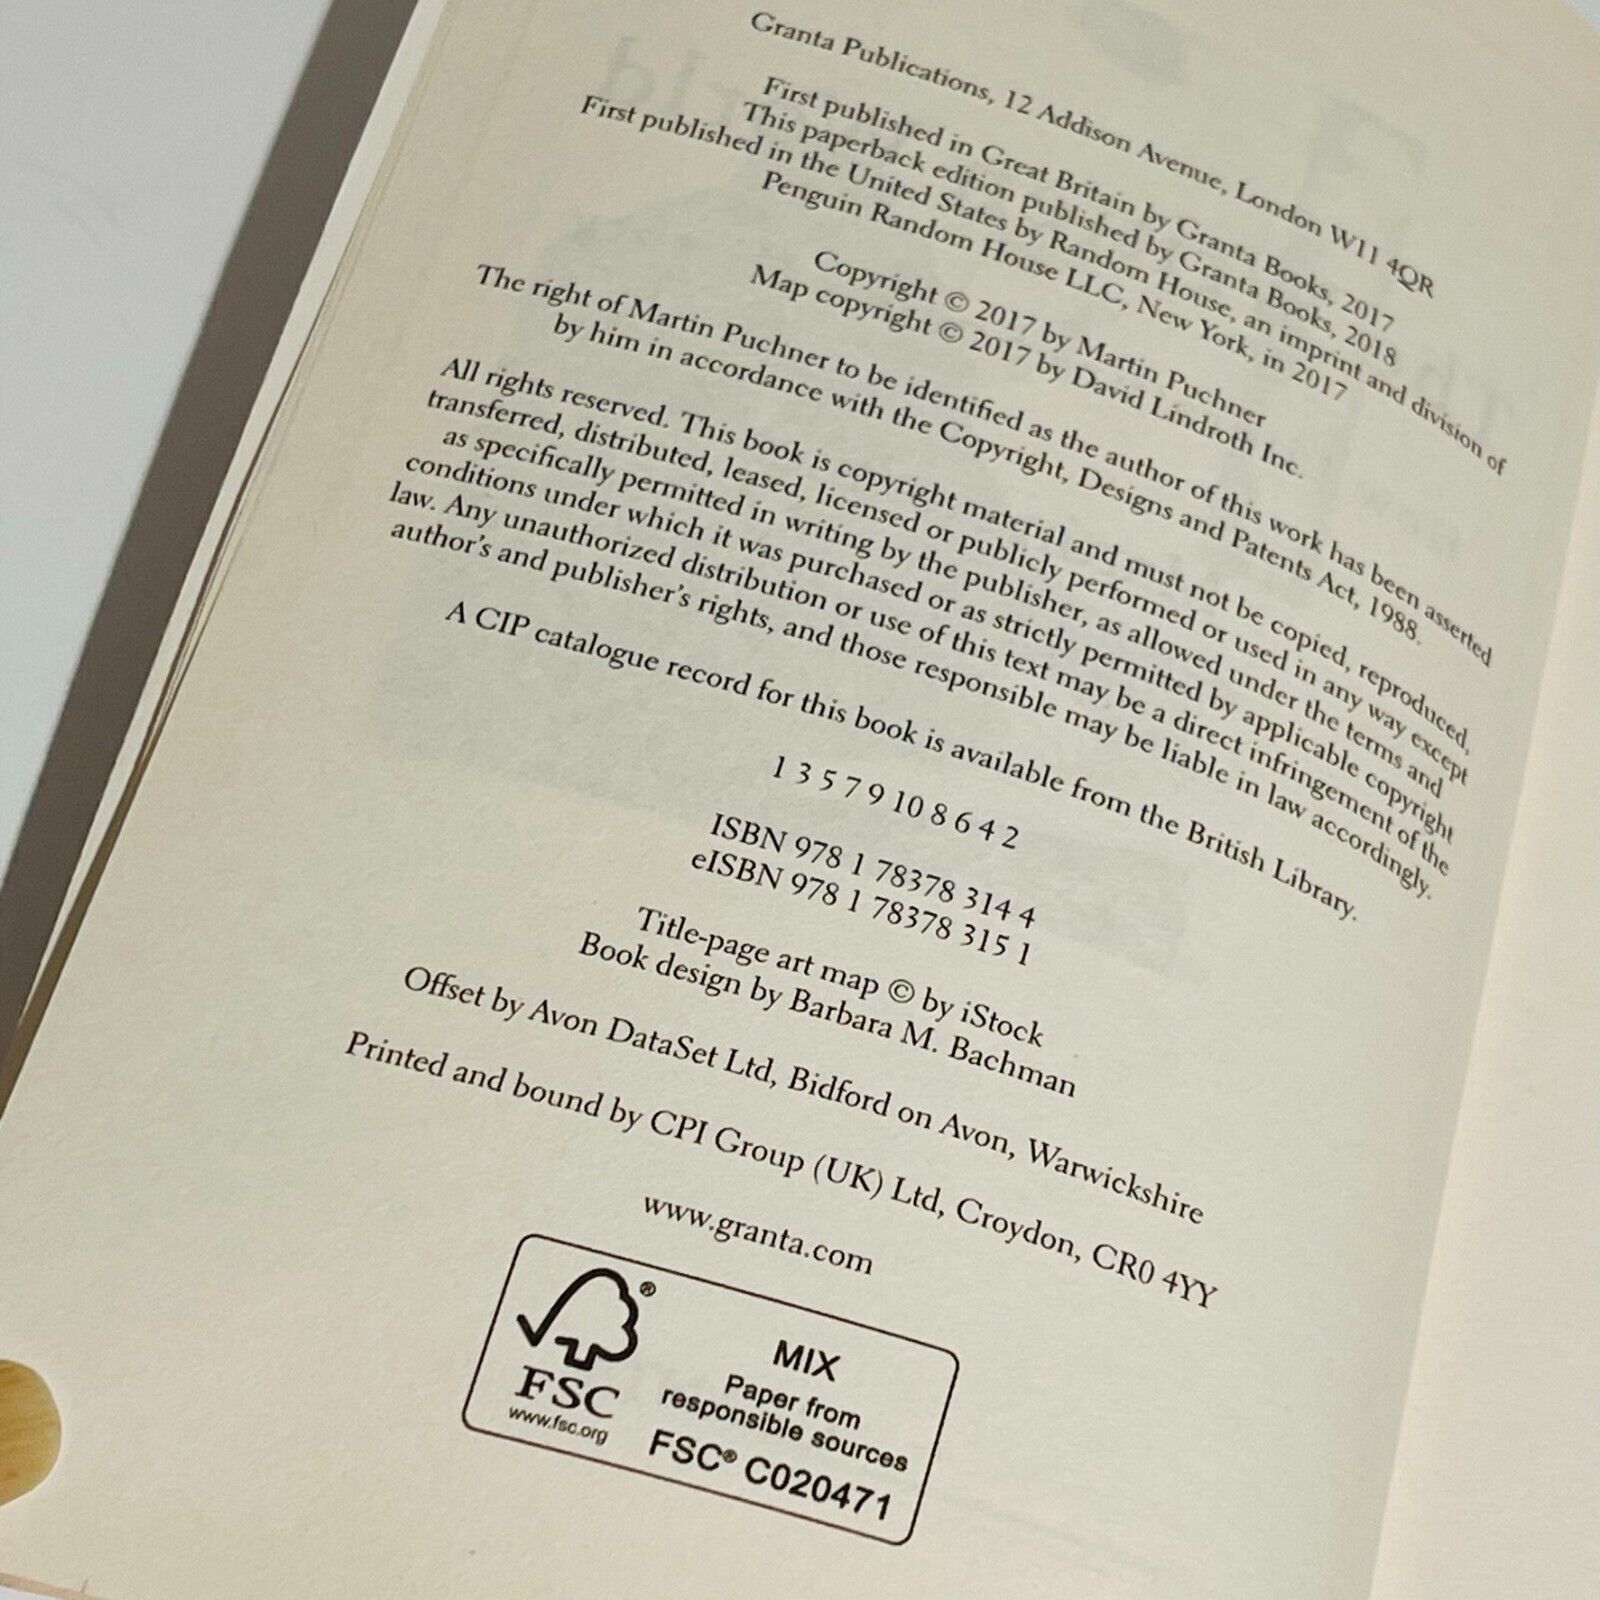 Granta Publications, 12 Addison Avenue, London W11 4QR
First published in Great Britain by Granta Books, 2017
This paperback edition published by Granta Books, 2018
First published in the United States by Random House, an imprint and division of
Penguin Random House LLC, New York, in 2017
Copyright © 2017 by Martin Puchner
Map copyright © 2017 by David Lindroth Inc.
The right of Martin Puchner to be identified as the author of this work has been asserted
by him in accordance with the Copyright, Designs and Patents Act, 1988.
All rights reserved. This book is copyright material and must not be copied, reproduced,
transferred, distributed, leased, licensed or publicly performed or used in any way except
as specifically permitted in writing by the publisher, as allowed under the terms and
conditions under which it was purchased or as strictly permitted by applicable copyright
law. Any unauthorized distribution or use of this text may be a direct infringement of the
author's and publisher's rights, and those responsible may be liable in law accordingly.
A CIP catalogue record for this book is available from the British Library.
1 3 5 7 9 10 8 6 4 2
ISBN 978 1 78378 314 4
eISBN 978 1 78378 315 1
Title-page art map © by iStock
Book design by Barbara M. Bachman
Offset by Avon DataSet Ltd, Bidford on Avon, Warwickshire
Printed and bound by CPI Group (UK) Ltd, Croydon, CR0 4YY
www.granta.com
®
FSC
www.fsc.org
MIX
Paper from
responsible sources
FSC® C020471